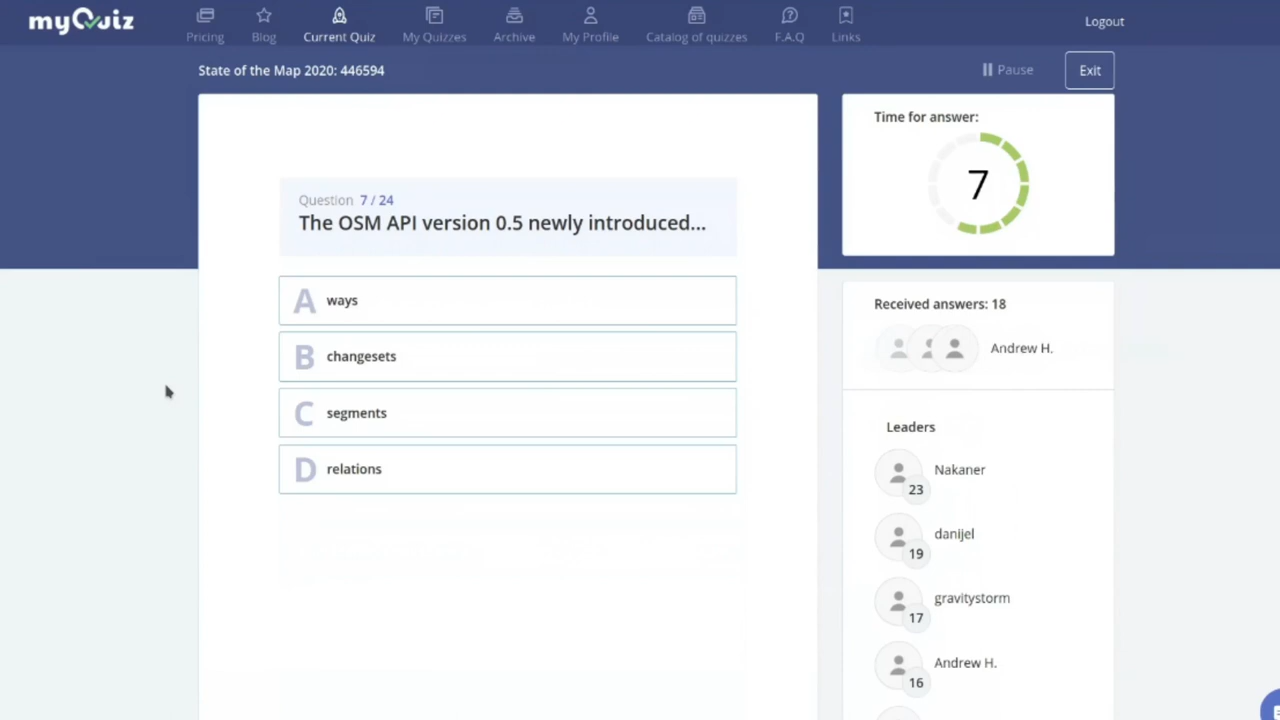 myQuiz
Pricing
Blog
Current Quiz
My Quizzes
Archive
My Profile
Catalog of quizzes
F.A.Q
Links
Logout
State of the Map 2020: 446594
Pause
Exit
Question 7 / 24
The OSM API version 0.5 newly introduced...
A ways
B changesets
C segments
D relations
Time for answer:
7
Received answers: 18
Andrew H.
Leaders
Nakaner
23
danijel
19
gravitystorm
17
Andrew H.
16